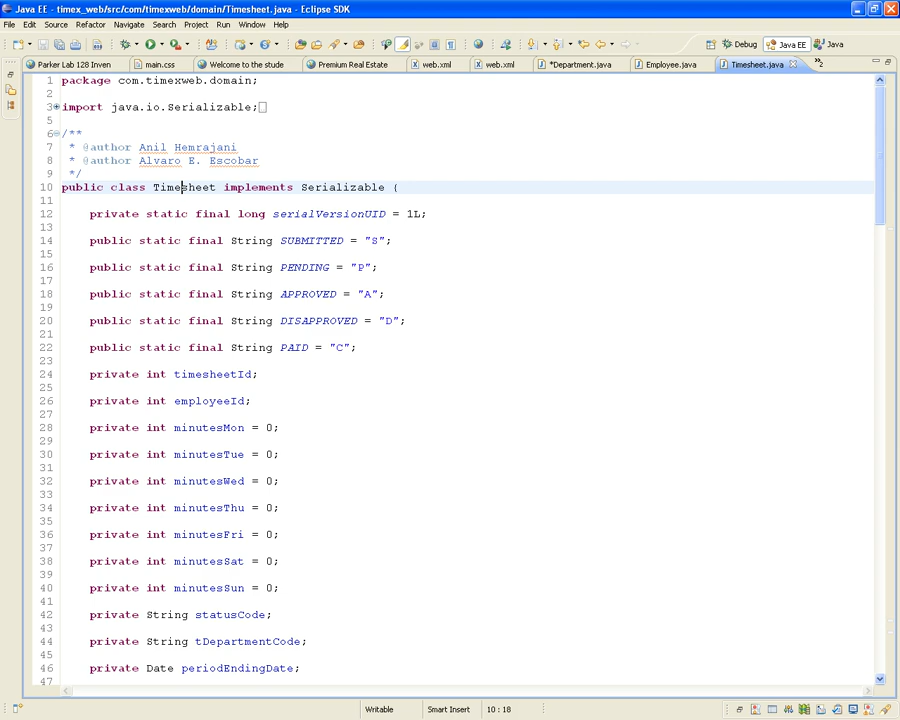 Java EE - timex_web/src/com/timexweb/domain/Timesheet.java - Eclipse SDK
File Edit Source Refactor Navigate Search Project Run Window Help
Debug Java EE Java
Parker Lab 128 Inven main.css Welcome to the stude Premium Real Estate web.xml web.xml *Department.java Employee.java Timesheet.java »2
1 package com.timexweb.domain;
2
3 import java.io.Serializable;
5
6 /**
7 * @author Anil Hemrajani
8 * @author Alvaro E. Escobar
9 */
10 public class Timesheet implements Serializable {
11
12 private static final long serialVersionUID = 1L;
13
14 public static final String SUBMITTED = "S";
15
16 public static final String PENDING = "P";
17
18 public static final String APPROVED = "A";
19
20 public static final String DISAPPROVED = "D";
21
22 public static final String PAID = "C";
23
24 private int timesheetId;
25
26 private int employeeId;
27
28 private int minutesMon = 0;
29
30 private int minutesTue = 0;
31
32 private int minutesWed = 0;
33
34 private int minutesThu = 0;
35
36 private int minutesFri = 0;
37
38 private int minutesSat = 0;
39
40 private int minutesSun = 0;
41
42 private String statusCode;
43
44 private String tDepartmentCode;
45
46 private Date periodEndingDate;
47
Writable Smart Insert 10 : 18